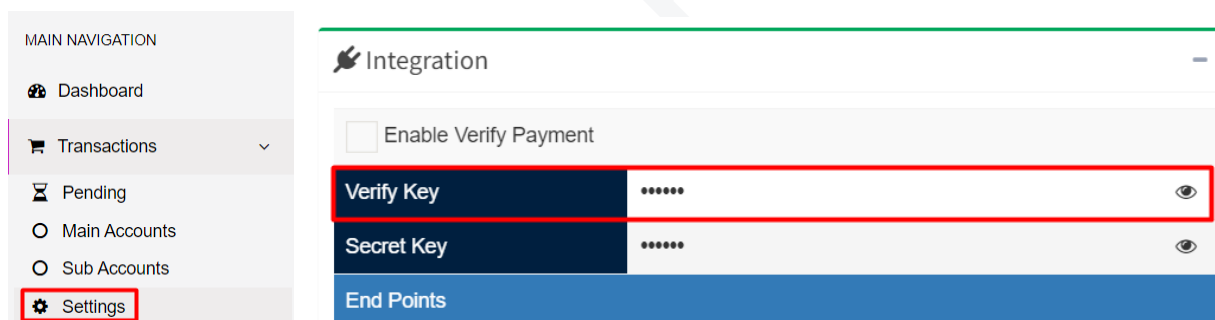 MAIN NAVIGATION
Dashboard
Transactions
Pending
Main Accounts
Sub Accounts
Settings
Integration
Enable Verify Payment
Verify Key ••••••
Secret Key ••••••
End Points